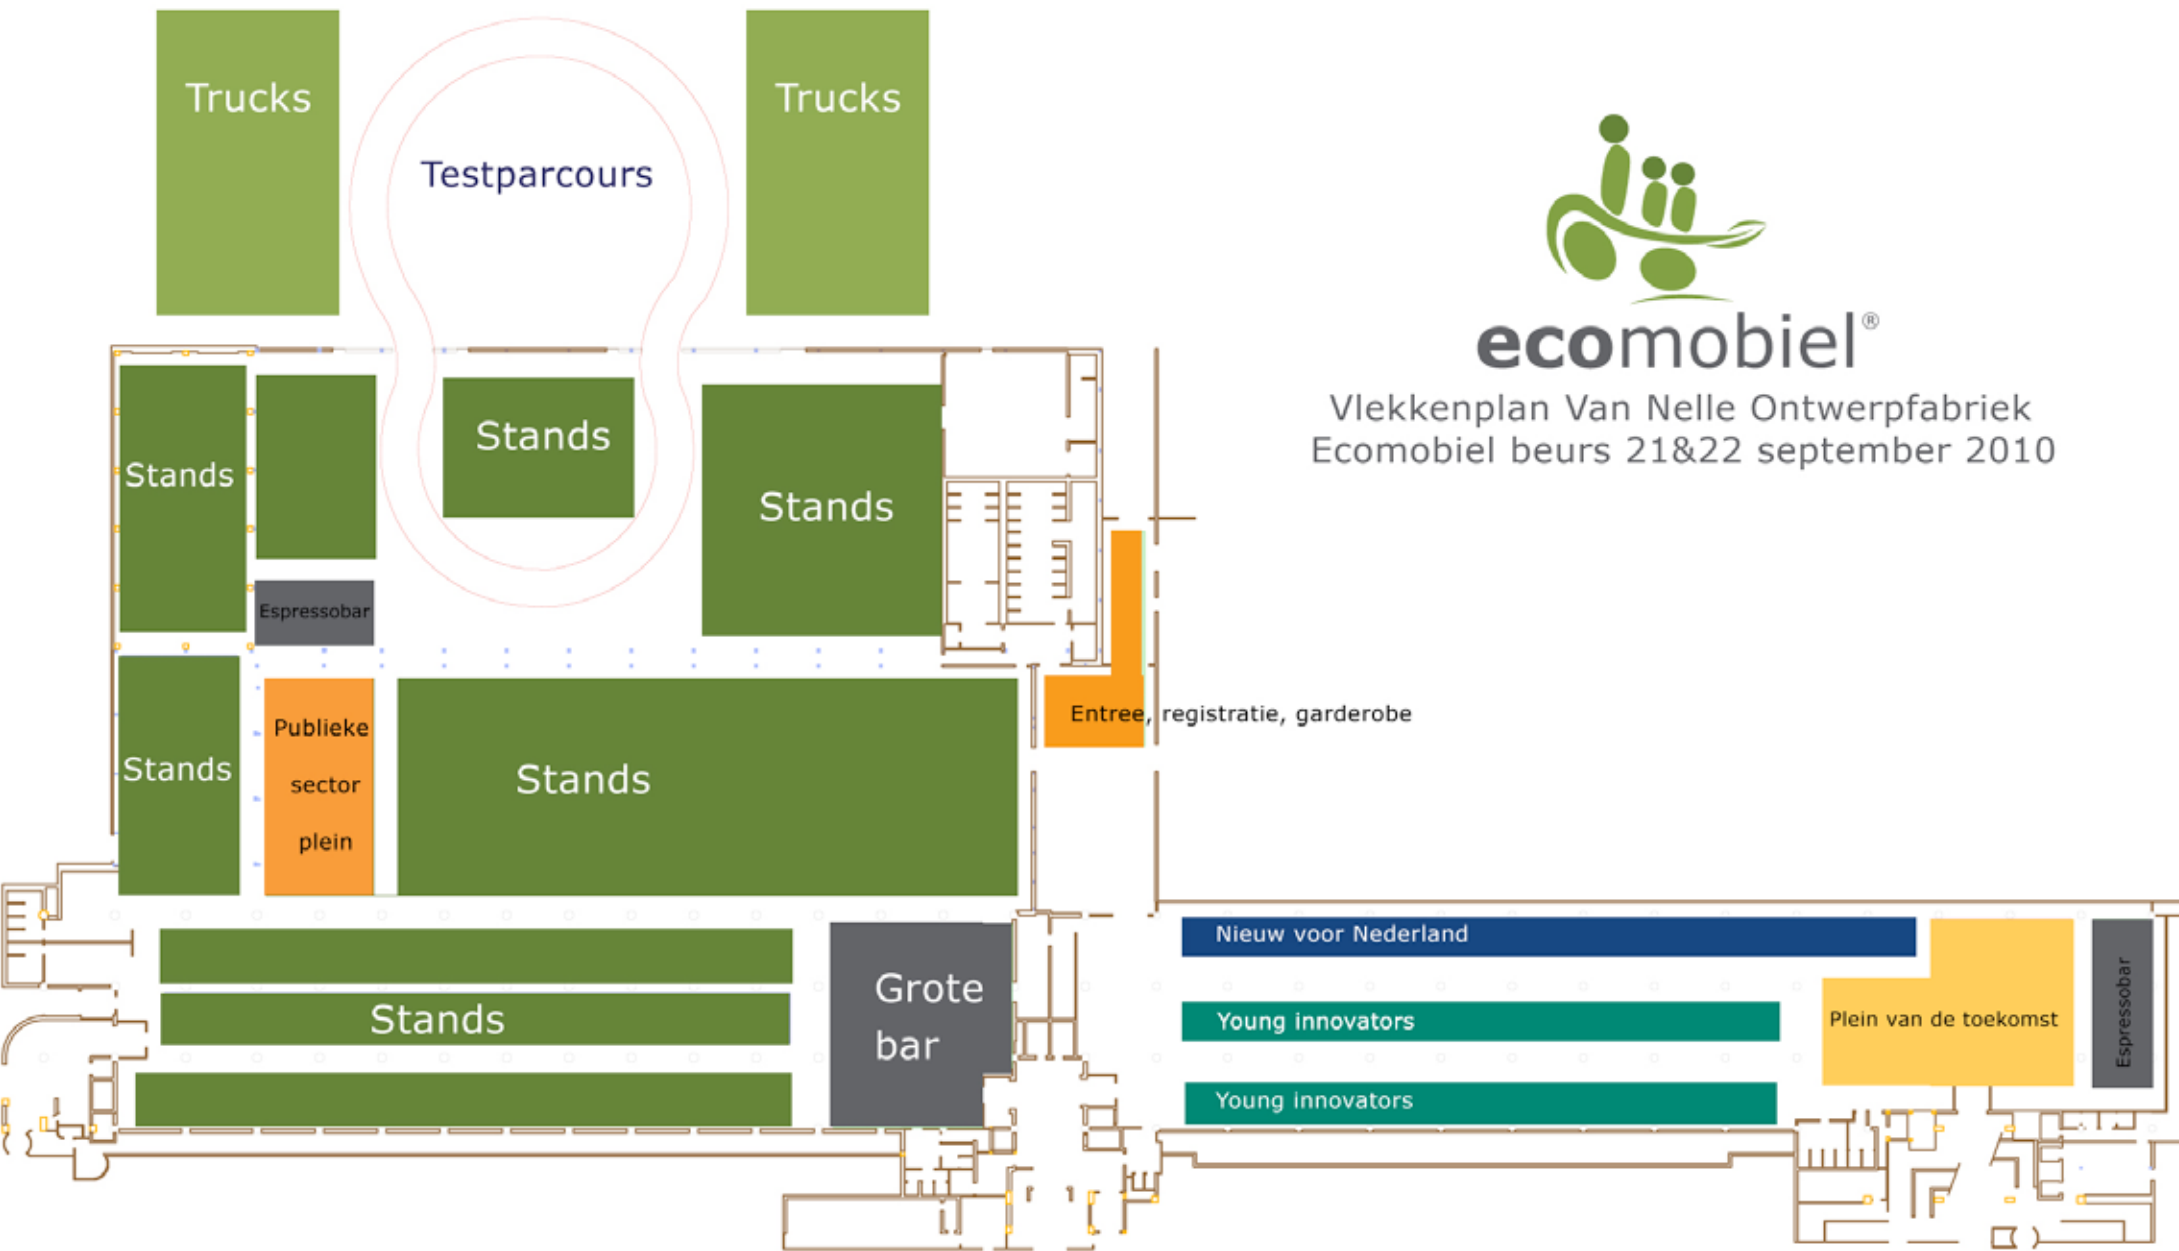 Trucks
Trucks
Testparcours
ecomobiel®
Vlekkenplan Van Nelle Ontwerpfabriek
Ecomobiel beurs 21&22 september 2010
Stands
Stands
Stands
Espressobar
Publieke
sector
plein
Stands
Stands
Entree, registratie, garderobe
Stands
Grote
bar
Nieuw voor Nederland
Young innovators
Young innovators
Plein van de toekomst
Espressobar